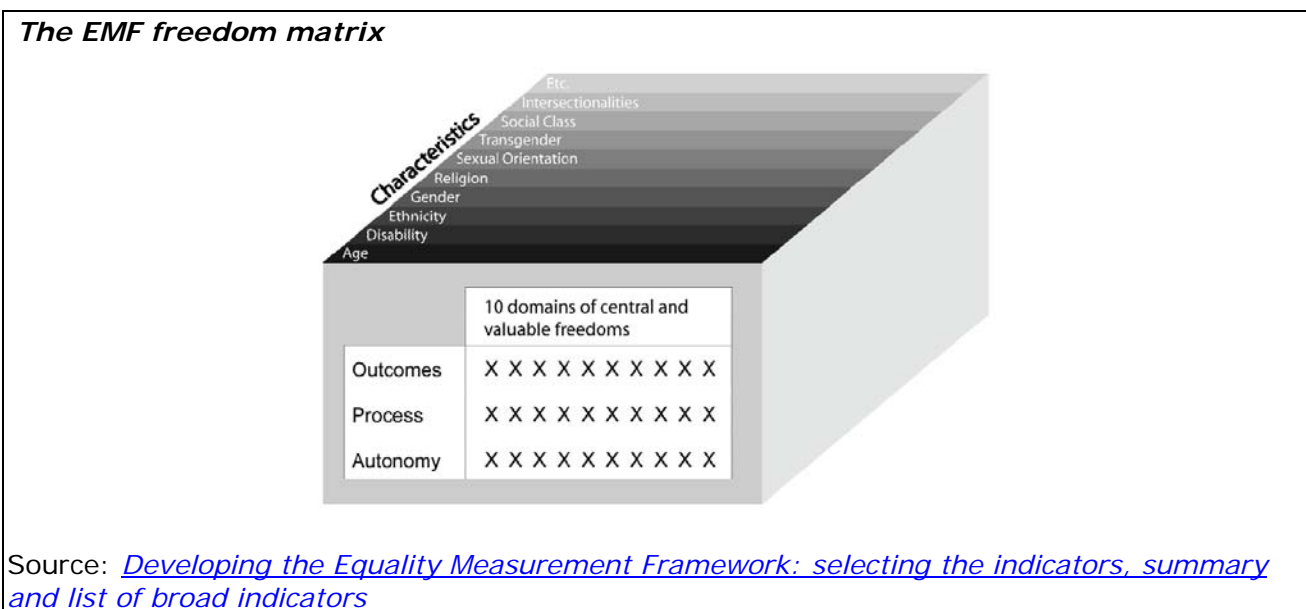 The EMF freedom matrix
Characteristics
Etc.
Intersectionalities
Social Class
Transgender
Sexual Orientation
Religion
Gender
Ethnicity
Disability
Age
10 domains of central and
valuable freedoms
Outcomes X X X X X X X X X X
Process X X X X X X X X X X
Autonomy X X X X X X X X X X
Source: Developing the Equality Measurement Framework: selecting the indicators, summary
and list of broad indicators